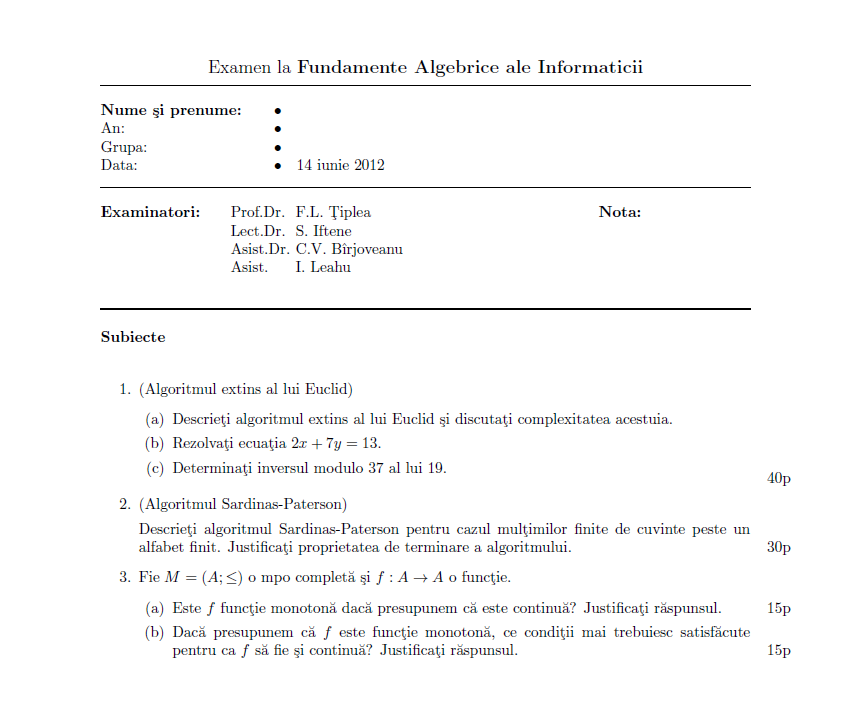 Examen la Fundamente Algebrice ale Informaticii
Nume şi prenume: •
An: •
Grupa: •
Data: • 14 iunie 2012
Examinatori: Prof.Dr. F.L. Ţiplea Nota:
Lect.Dr. S. Iftene
Asist.Dr. C.V. Bîrjoveanu
Asist. I. Leahu
Subiecte
1. (Algoritmul extins al lui Euclid)
(a) Descrieţi algoritmul extins al lui Euclid şi discutaţi complexitatea acestuia.
(b) Rezolvaţi ecuaţia 2x + 7y = 13.
(c) Determinaţi inversul modulo 37 al lui 19.
40p
2. (Algoritmul Sardinas-Paterson)
Descrieţi algoritmul Sardinas-Paterson pentru cazul mulţimilor finite de cuvinte peste un
alfabet finit. Justificaţi proprietatea de terminare a algoritmului. 30p
3. Fie M = (A; ≤) o mpo completă şi f : A → A o funcţie.
(a) Este f funcţie monotonă dacă presupunem că este continuă? Justificaţi răspunsul. 15p
(b) Dacă presupunem că f este funcţie monotonă, ce condiţii mai trebuiesc satisfăcute
pentru ca f să fie şi continuă? Justificaţi răspunsul. 15p